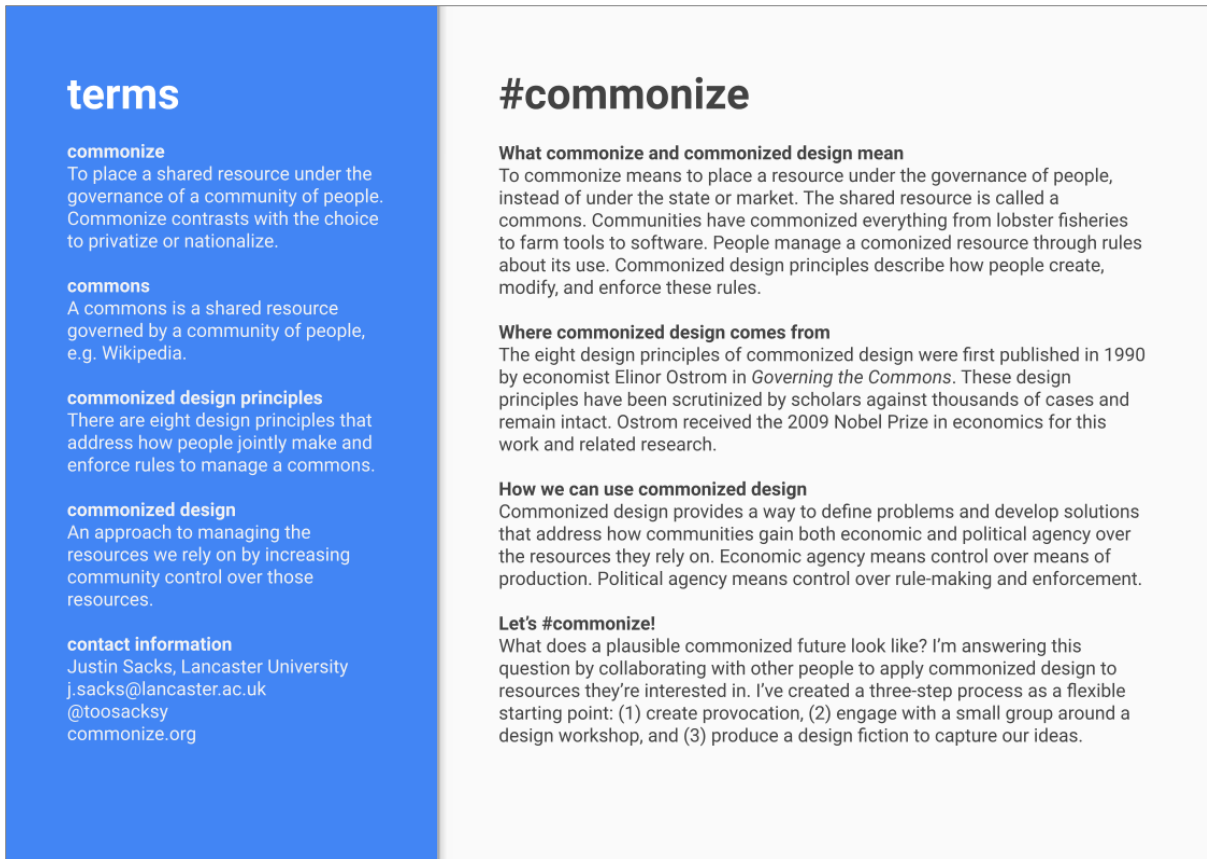 terms
commonize
To place a shared resource under the
governance of a community of people.
Commonize contrasts with the choice
to privatize or nationalize.
commons
A commons is a shared resource
governed by a community of people,
e.g. Wikipedia.
commonized design principles
There are eight design principles that
address how people jointly make and
enforce rules to manage a commons.
commonized design
An approach to managing the
resources we rely on by increasing
community control over those
resources.
contact information
Justin Sacks, Lancaster University
j.sacks@lancaster.ac.uk
@toosacksy
commonize.org
#commonize
What commonize and commonized design mean
To commonize means to place a resource under the governance of people,
instead of under the state or market. The shared resource is called a
commons. Communities have commonized everything from lobster fisheries
to farm tools to software. People manage a comonized resource through rules
about its use. Commonized design principles describe how people create,
modify, and enforce these rules.
Where commonized design comes from
The eight design principles of commonized design were first published in 1990
by economist Elinor Ostrom in Governing the Commons. These design
principles have been scrutinized by scholars against thousands of cases and
remain intact. Ostrom received the 2009 Nobel Prize in economics for this
work and related research.
How we can use commonized design
Commonized design provides a way to define problems and develop solutions
that address how communities gain both economic and political agency over
the resources they rely on. Economic agency means control over means of
production. Political agency means control over rule-making and enforcement.
Let's #commonize!
What does a plausible commonized future look like? I'm answering this
question by collaborating with other people to apply commonized design to
resources they're interested in. I've created a three-step process as a flexible
starting point: (1) create provocation, (2) engage with a small group around a
design workshop, and (3) produce a design fiction to capture our ideas.